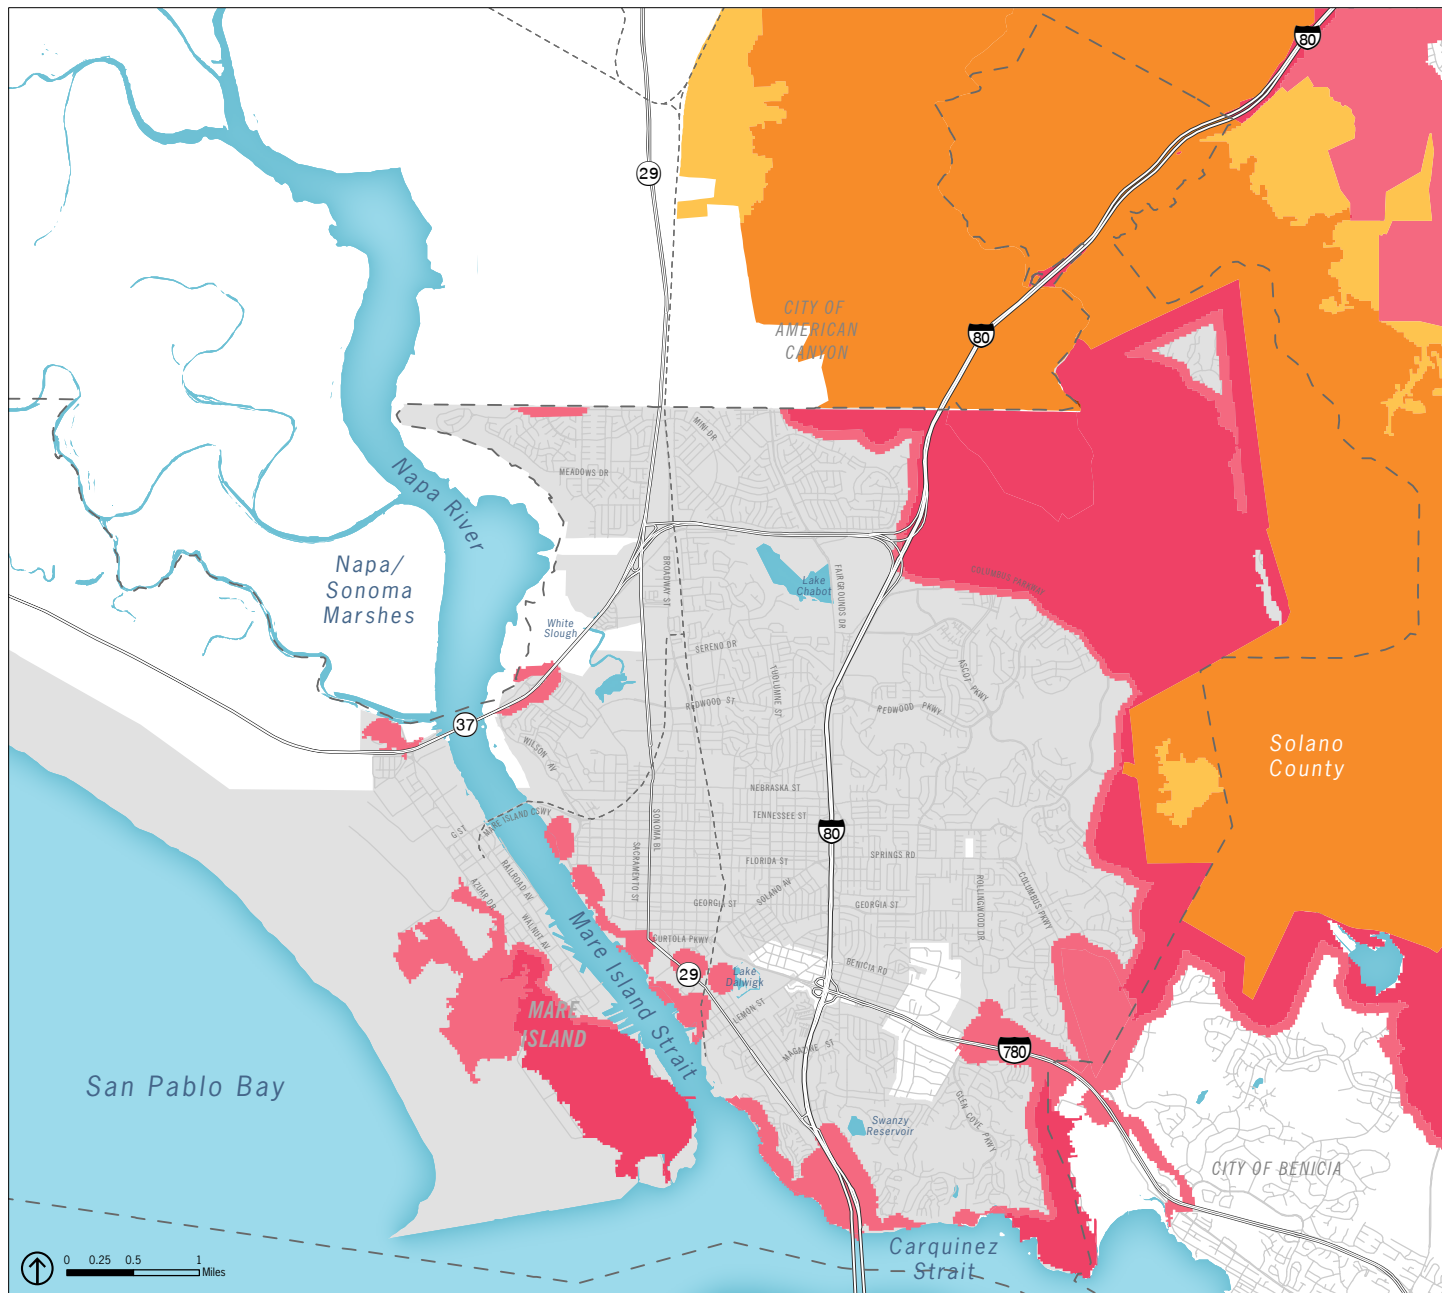 80
29
CITY OF
AMERICAN
CANYON
80
MINI DR
MEADOWS DR
Napa River
Napa/
Sonoma
Marshes
BROADWAY ST
Lake
Chabot
FAIRGROUNDS DR
COLUMBUS PARKWAY
White
Slough
SERENO DR
TUOLUMNE ST
ASCOT PKWY
REDWOOD ST
REDWOOD PKWY
37
WILSON AV
Solano
County
NEBRASKA ST
TENNESSEE ST
MARE ISLAND CSWY
G ST
SONOMA BL
80
SACRAMENTO ST
FLORIDA ST
SPRINGS RD
RAILROAD AV
AZUAR DR
SOLANO AV
ROLLINGWOOD DR
COLUMBUS PKWY
GEORGIA ST
GEORGIA ST
WALNUT AV
Mare Island Strait
CURTOLA PKWY
29
Lake
Dalwigk
BENICIA RD
LEMON ST
MARE
ISLAND
MAGAZINE ST
780
San Pablo Bay
GLEN COVE PKWY
Swanzy
Reservoir
CITY OF BENICIA
Carquinez
Strait
0 0.25 0.5 1
Miles